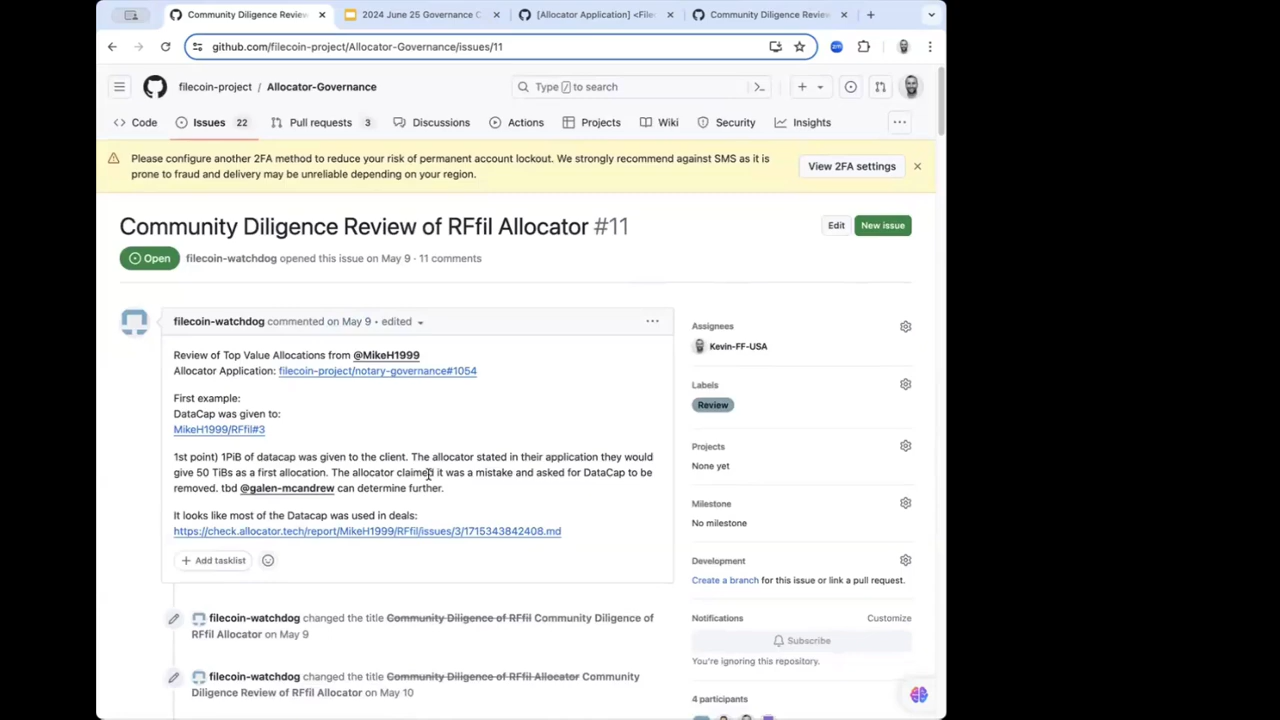 Community Diligence Review
2024 June 25 Governance C
[Allocator Application] <File
Community Diligence Review
github.com/filecoin-project/Allocator-Governance/issues/11
filecoin-project / Allocator-Governance
Type / to search
Code
Issues 22
Pull requests 3
Discussions
Actions
Projects
Wiki
Security
Insights
Please configure another 2FA method to reduce your risk of permanent account lockout. We strongly recommend against SMS as it is
prone to fraud and delivery may be unreliable depending on your region.
View 2FA settings
Community Diligence Review of RFfil Allocator #11
Edit
New issue
Open
filecoin-watchdog opened this issue on May 9 · 11 comments
filecoin-watchdog commented on May 9 • edited
Review of Top Value Allocations from @MikeH1999
Allocator Application: filecoin-project/notary-governance#1054
First example:
DataCap was given to:
MikeH1999/RFfil#3
1st point) 1PiB of datacap was given to the client. The allocator stated in their application they would
give 50 TiBs as a first allocation. The allocator claimed it was a mistake and asked for DataCap to be
removed. tbd @galen-mcandrew can determine further.
It looks like most of the Datacap was used in deals:
https://check.allocator.tech/report/MikeH1999/RFfil/issues/3/1715343842408.md
Add tasklist
filecoin-watchdog changed the title Community Diligence of RFfil Community Diligence of
RFfil Allocator on May 9
filecoin-watchdog changed the title Community Diligence of RFfil Allocator Community
Diligence Review of RFfil Allocator on May 10
Assignees
Kevin-FF-USA
Labels
Review
Projects
None yet
Milestone
No milestone
Development
Create a branch for this issue or link a pull request.
Notifications
Customize
Subscribe
You're ignoring this repository.
4 participants